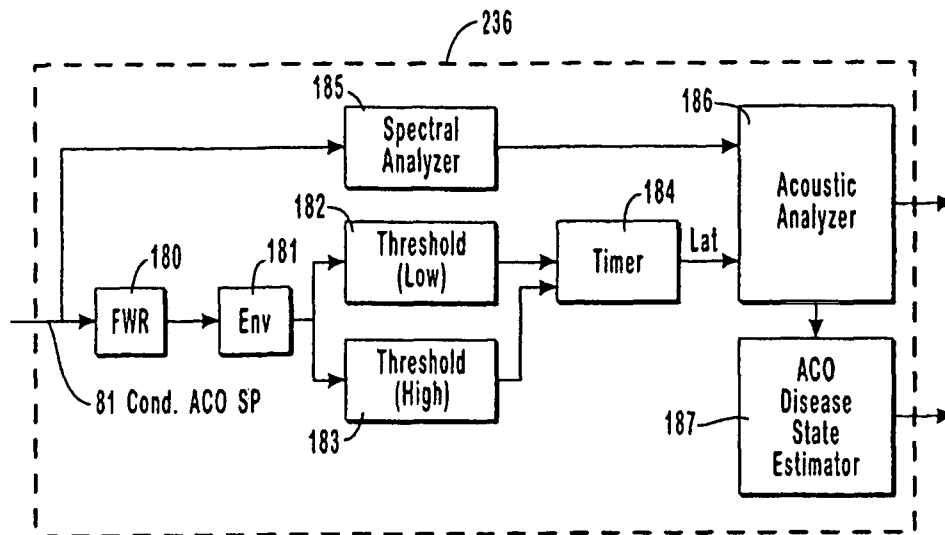 236
185
Spectral
Analyzer
186
Acoustic
Analyzer
182
Threshold
(Low)
184
Timer
Lat
180
FWR
181
Env
Threshold
(High)
183
81 Cond. ACO SP
ACO
Disease
State
Estimator
187